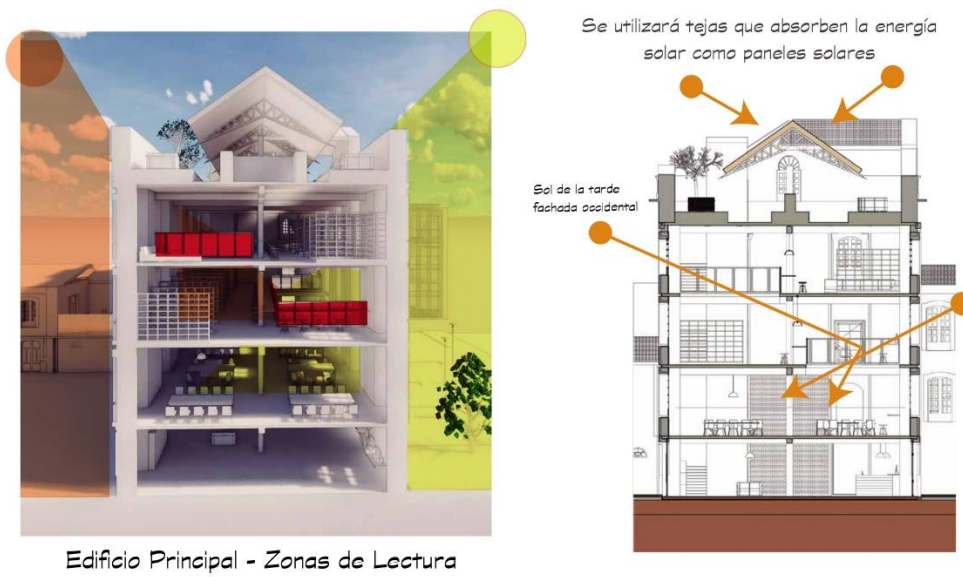 Se utilizará tejas que absorben la energía
solar como paneles solares
Sol de la tarde
fachada occidental
Edificio Principal - Zonas de Lectura